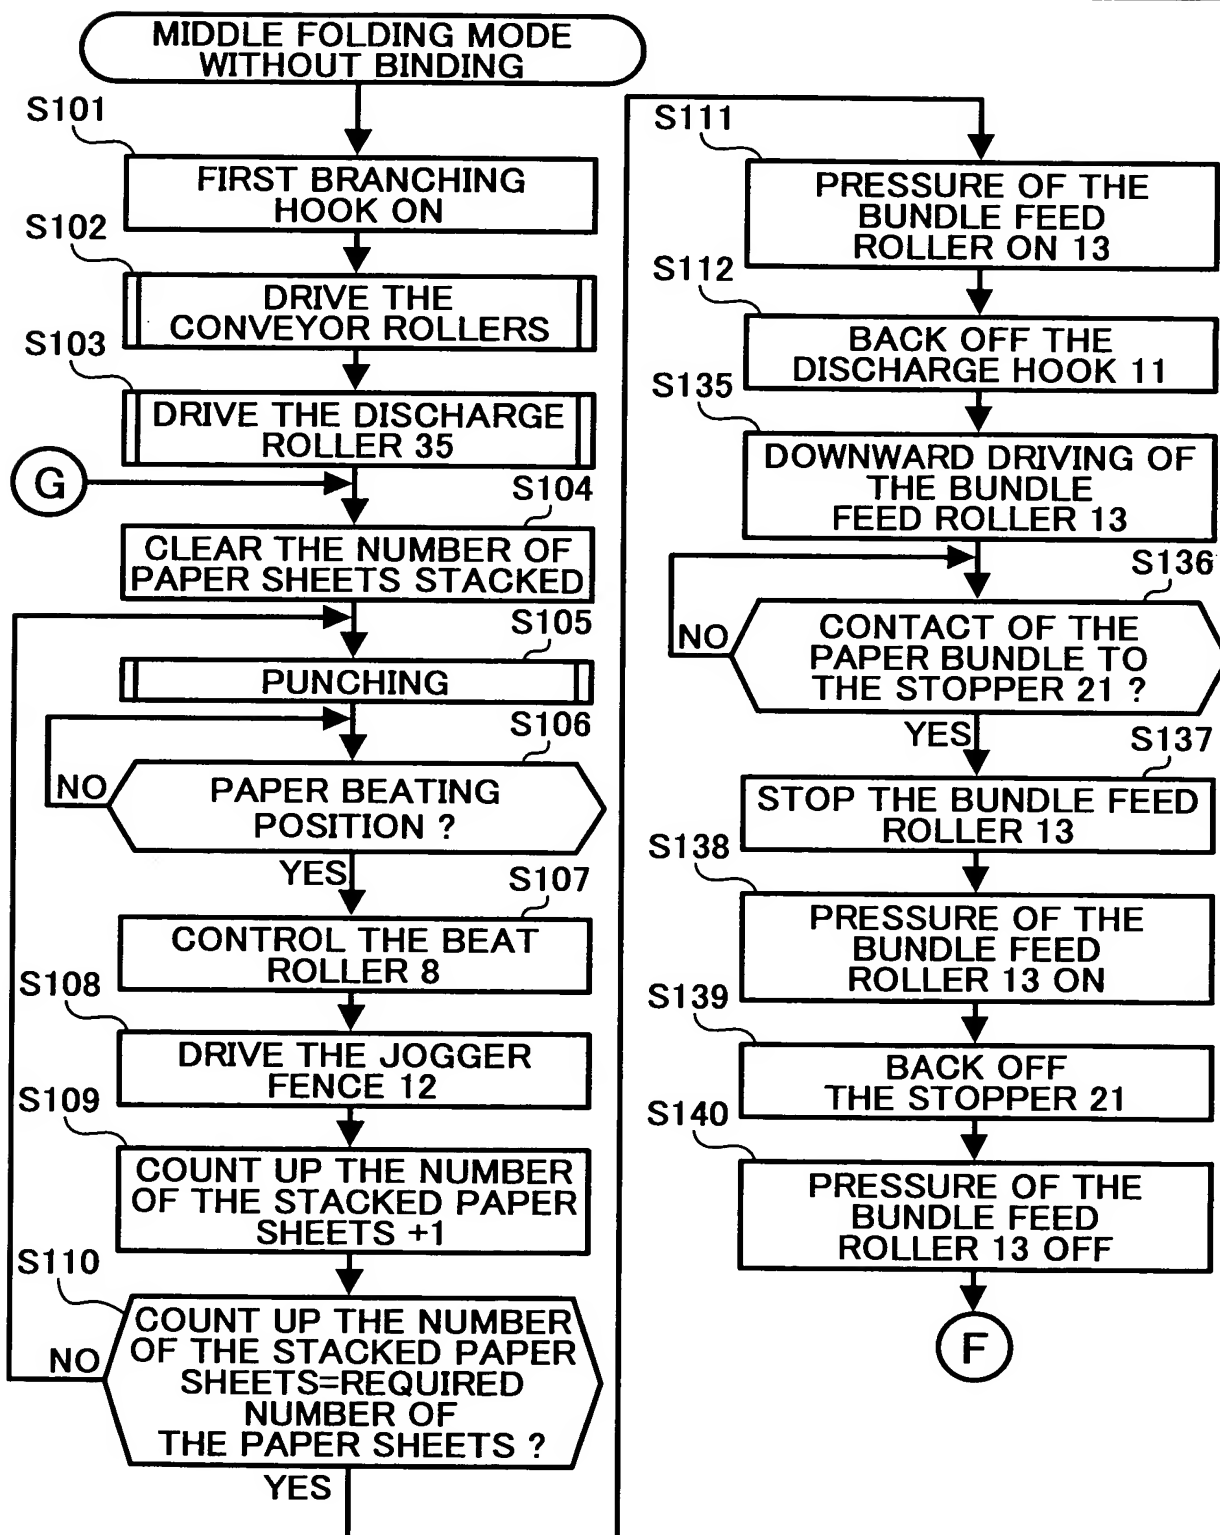 MIDDLE FOLDING MODE
WITHOUT BINDING
S101
FIRST BRANCHING
HOOK ON
S102
DRIVE THE
CONVEYOR ROLLERS
S103
DRIVE THE DISCHARGE
ROLLER 35
G
S104
CLEAR THE NUMBER OF
PAPER SHEETS STACKED
S105
PUNCHING
S106
NO
PAPER BEATING
POSITION ?
YES
S107
CONTROL THE BEAT
ROLLER 8
S108
DRIVE THE JOGGER
FENCE 12
S109
COUNT UP THE NUMBER
OF THE STACKED PAPER
SHEETS +1
S110
NO
COUNT UP THE NUMBER
OF THE STACKED PAPER
SHEETS=REQUIRED
NUMBER OF
THE PAPER SHEETS ?
YES
S111
PRESSURE OF THE
BUNDLE FEED
ROLLER ON 13
S112
BACK OFF THE
DISCHARGE HOOK 11
S135
DOWNWARD DRIVING OF
THE BUNDLE
FEED ROLLER 13
S136
NO
CONTACT OF THE
PAPER BUNDLE TO
THE STOPPER 21 ?
YES
S137
STOP THE BUNDLE FEED
ROLLER 13
S138
PRESSURE OF THE
BUNDLE FEED
ROLLER 13 ON
S139
BACK OFF
THE STOPPER 21
S140
PRESSURE OF THE
BUNDLE FEED
ROLLER 13 OFF
F